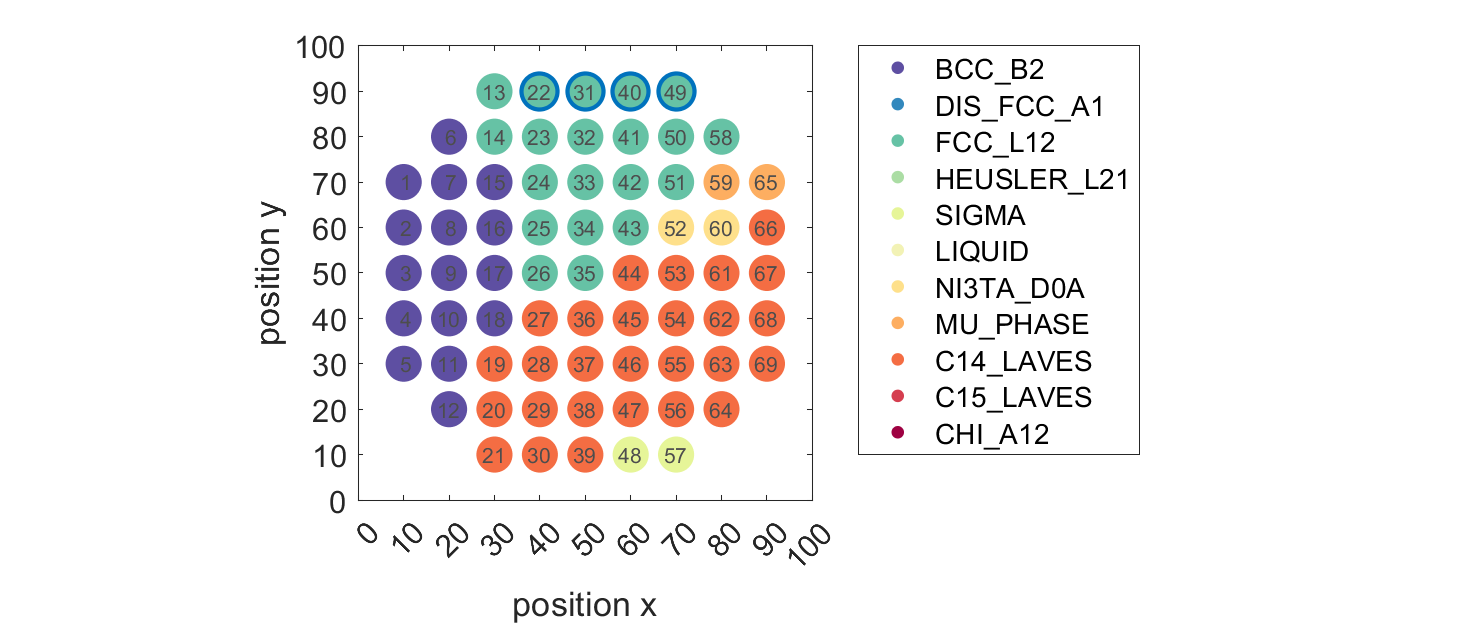 100
90
80
70
60
50
40
30
20
10
0
position y
13 22 31 40 49
6 14 23 32 41 50 58
1 7 15 24 33 42 51 59 65
2 8 16 25 34 43 52 60 66
3 9 17 26 35 44 53 61 67
4 10 18 27 36 45 54 62 68
5 11 19 28 37 46 55 63 69
12 20 29 38 47 56 64
21 30 39 48 57
0 10 20 30 40 50 60 70 80 90 100
position x
BCC_B2
DIS_FCC_A1
FCC_L12
HEUSLER_L21
SIGMA
LIQUID
NI3TA_D0A
MU_PHASE
C14_LAVES
C15_LAVES
CHI_A12